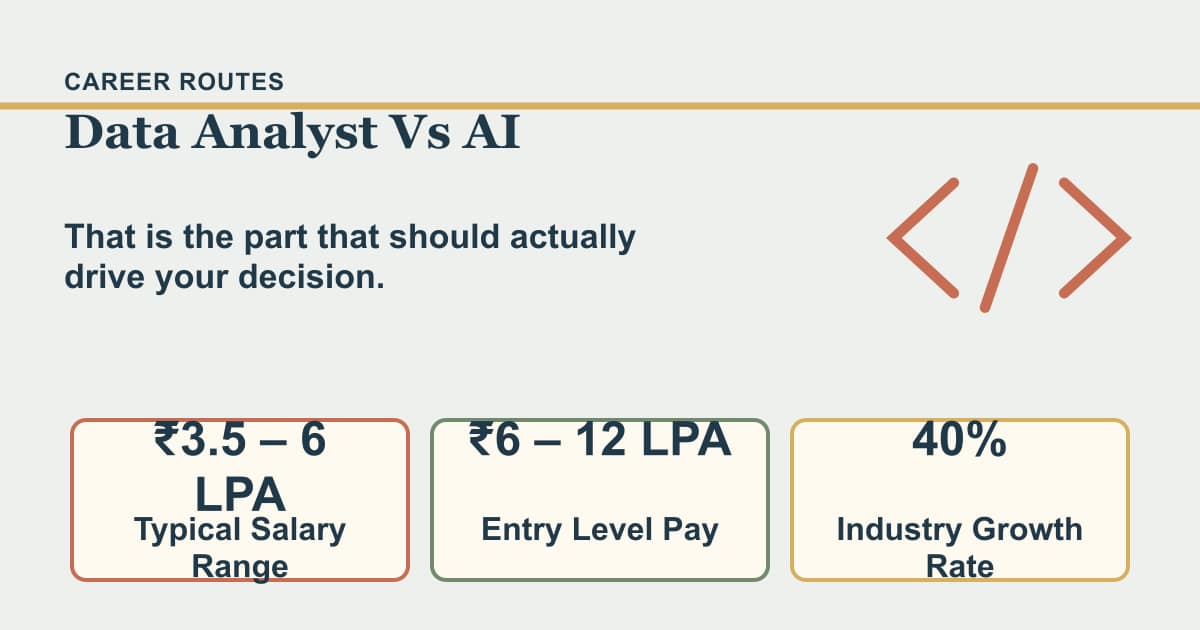 CAREER ROUTES
Data Analyst Vs AI
That is the part that should actually
drive your decision.
₹3.5 – 6
LPA
Typical Salary
Range
₹6 – 12 LPA
Entry Level Pay
40%
Industry Growth
Rate